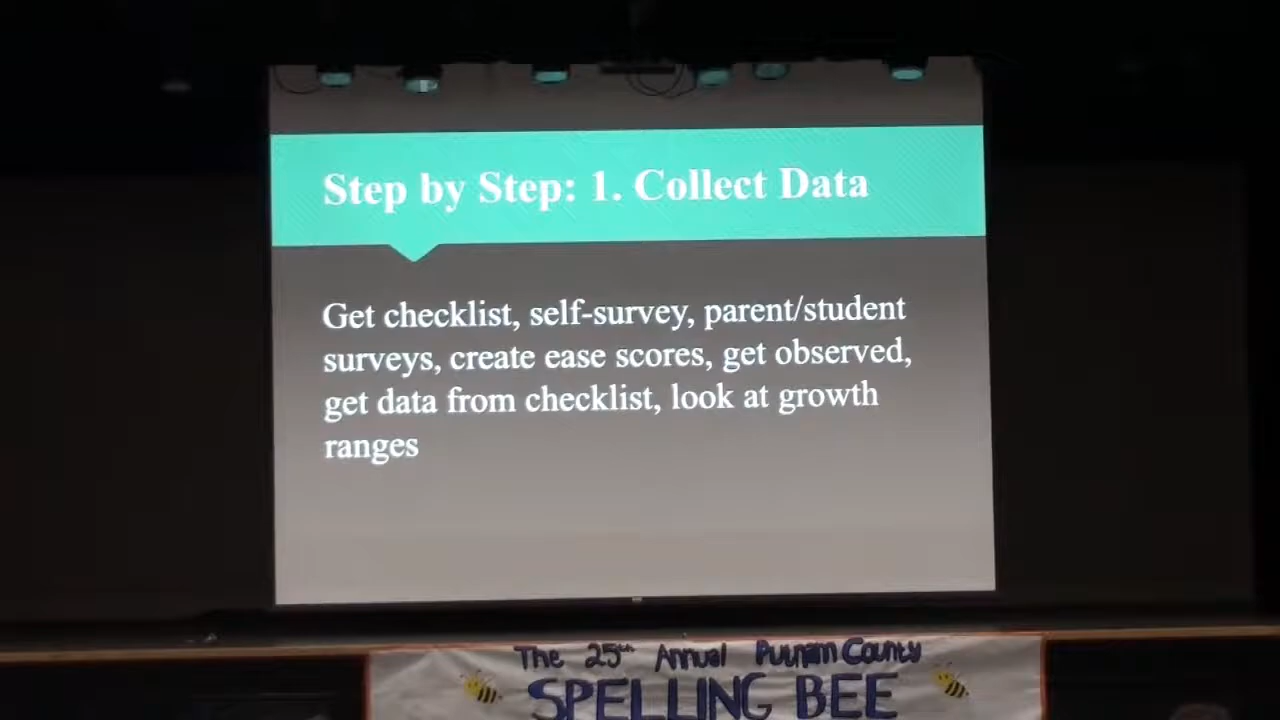 Step by Step: 1. Collect Data
Get checklist, self-survey, parent/student
surveys, create ease scores, get observed,
get data from checklist, look at growth
ranges
The 25th Annual Putnam County
SPELLING BEE